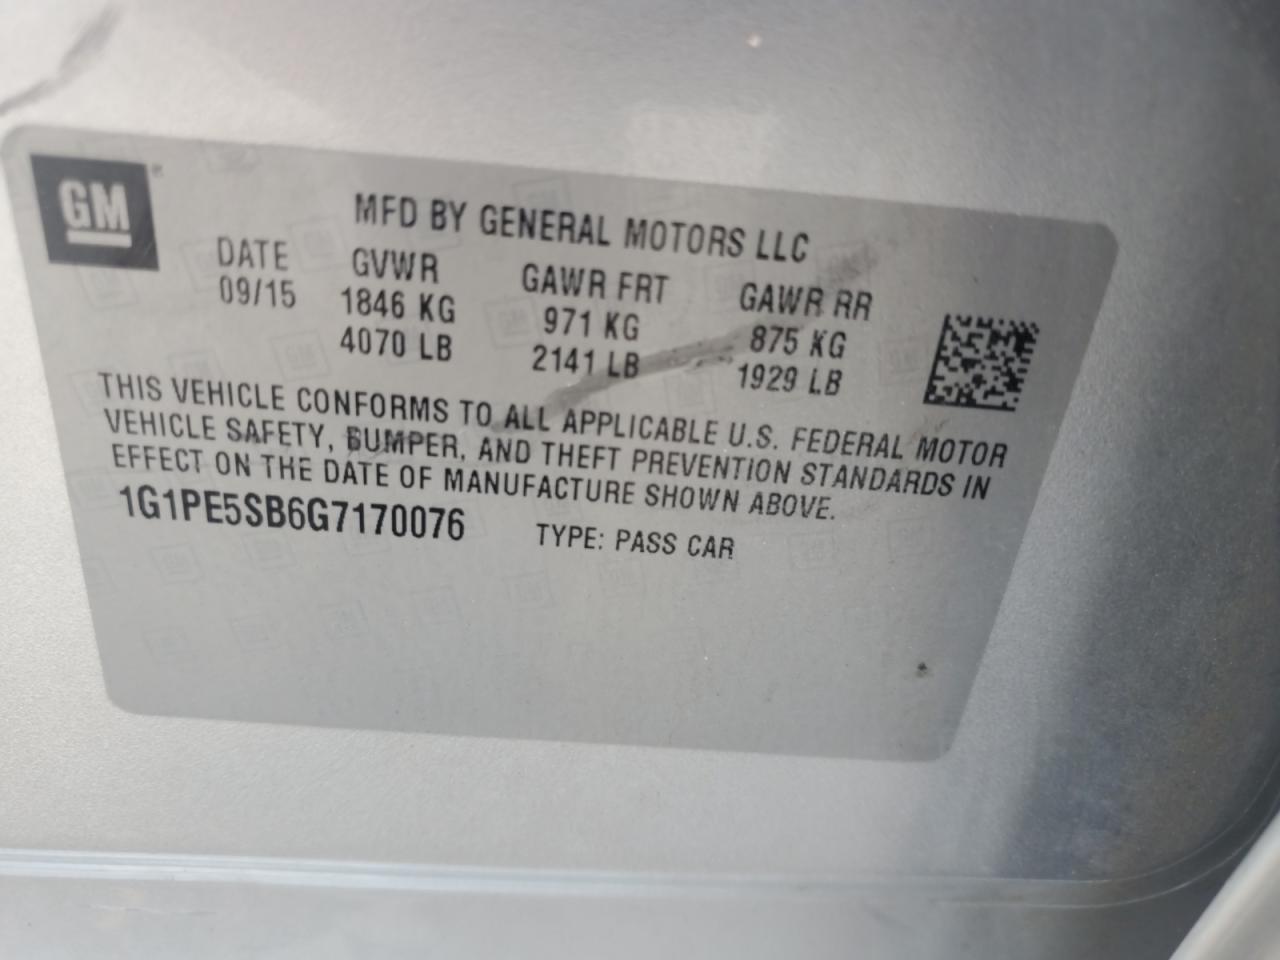 GM
MFD BY GENERAL MOTORS LLC
DATE GVWR GAWR FRT GAWR RR
09/15 1846 KG 971 KG 875 KG
4070 LB 2141 LB 1929 LB
THIS VEHICLE CONFORMS TO ALL APPLICABLE U.S. FEDERAL MOTOR
VEHICLE SAFETY, BUMPER, AND THEFT PREVENTION STANDARDS IN
EFFECT ON THE DATE OF MANUFACTURE SHOWN ABOVE.
1G1PE5SB6G7170076 TYPE: PASS CAR